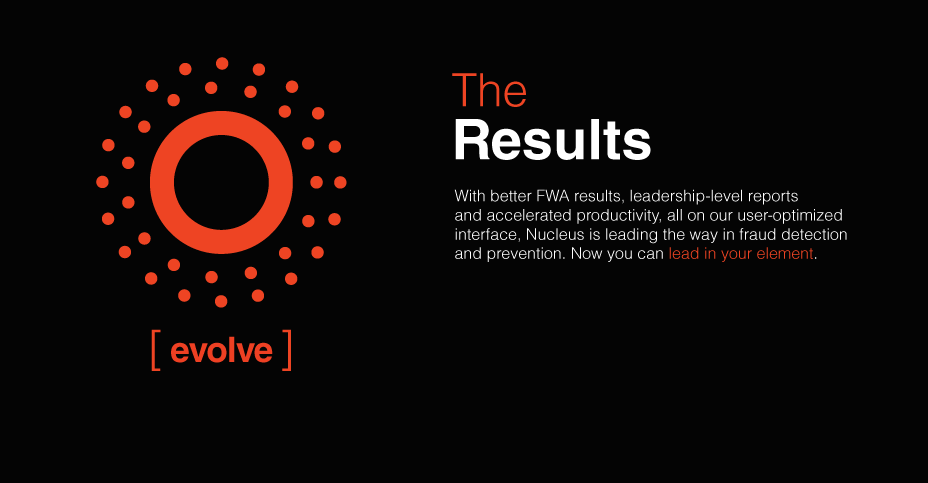 The
Results
With better FWA results, leadership-level reports
and accelerated productivity, all on our user-optimized
interface, Nucleus is leading the way in fraud detection
and prevention. Now you can lead in your element.
[ evolve ]